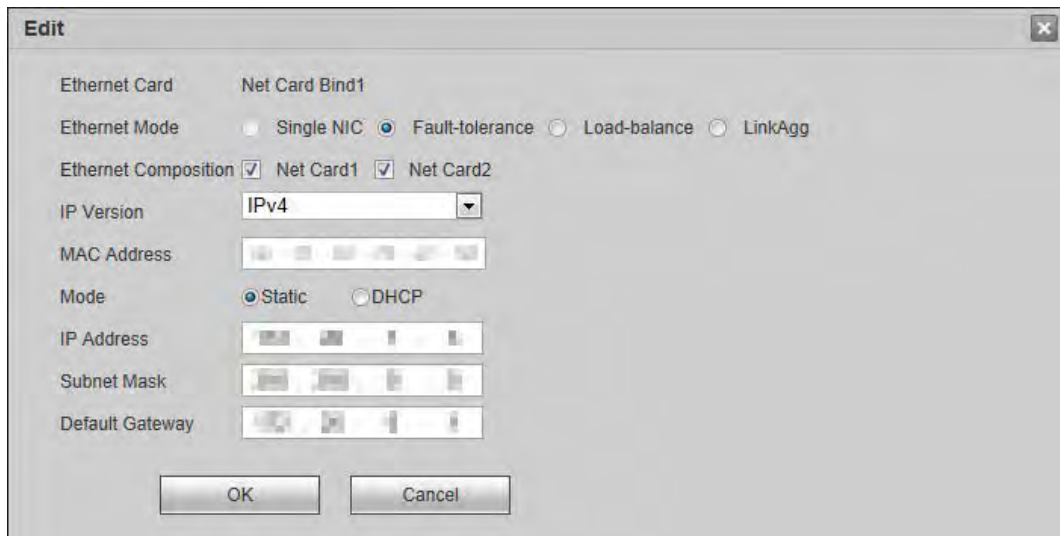 Edit
Ethernet Card Net Card Bind1
Ethernet Mode Single NIC Fault-tolerance Load-balance LinkAgg
Ethernet Composition Net Card1 Net Card2
IP Version IPv4
MAC Address
Mode Static DHCP
IP Address
Subnet Mask
Default Gateway
OK Cancel